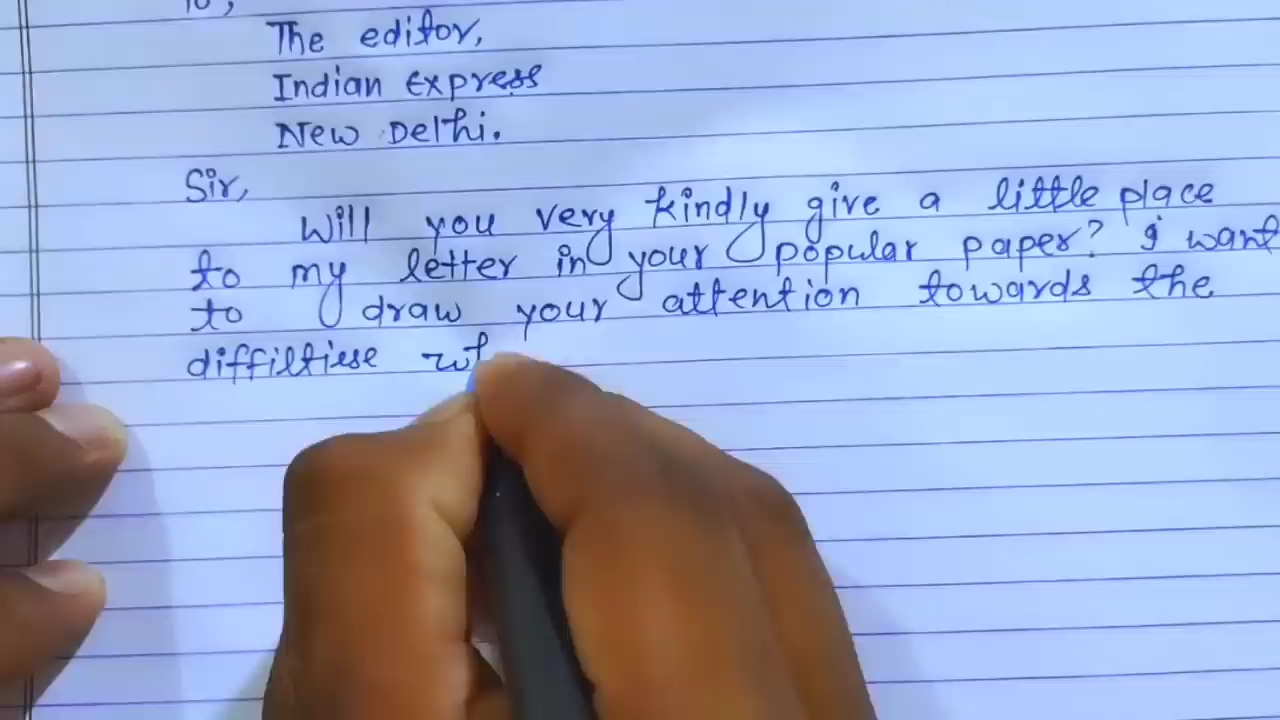 To,
The editor,
Indian Express
New Delhi.
Sir,
Will you very kindly give a little place
to my letter in your popular paper? I want
to draw your attention towards the
diffiltiese